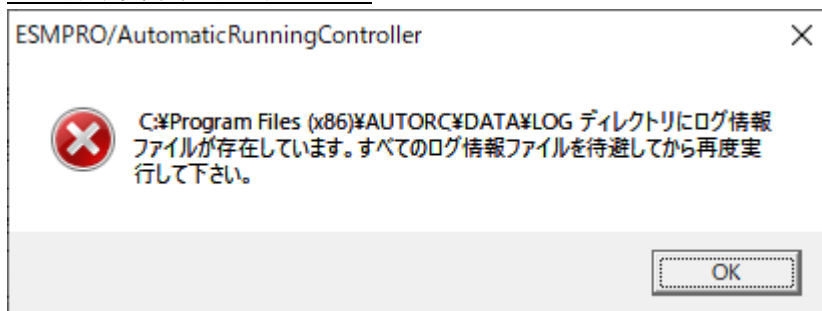 ESMPRO/AutomaticRunningController
C:¥Program Files (x86)¥AUTORC¥DATA¥LOG ディレクトリにログ情報
ファイルが存在しています。すべてのログ情報ファイルを待避してから再度実
行して下さい。
OK